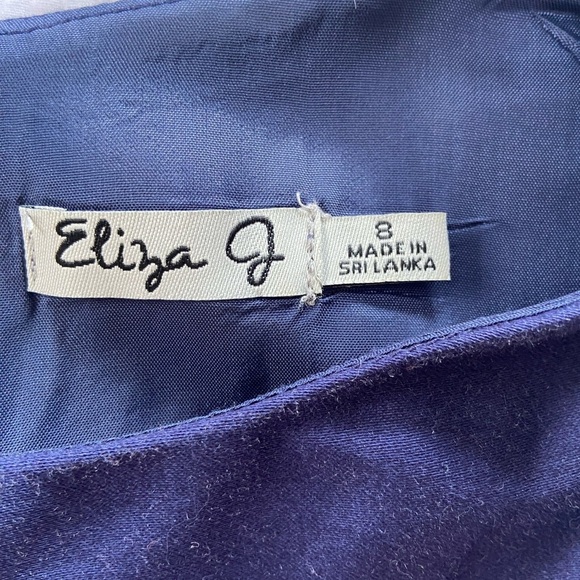 Eliza J
8
MADE IN
SRI LANKA